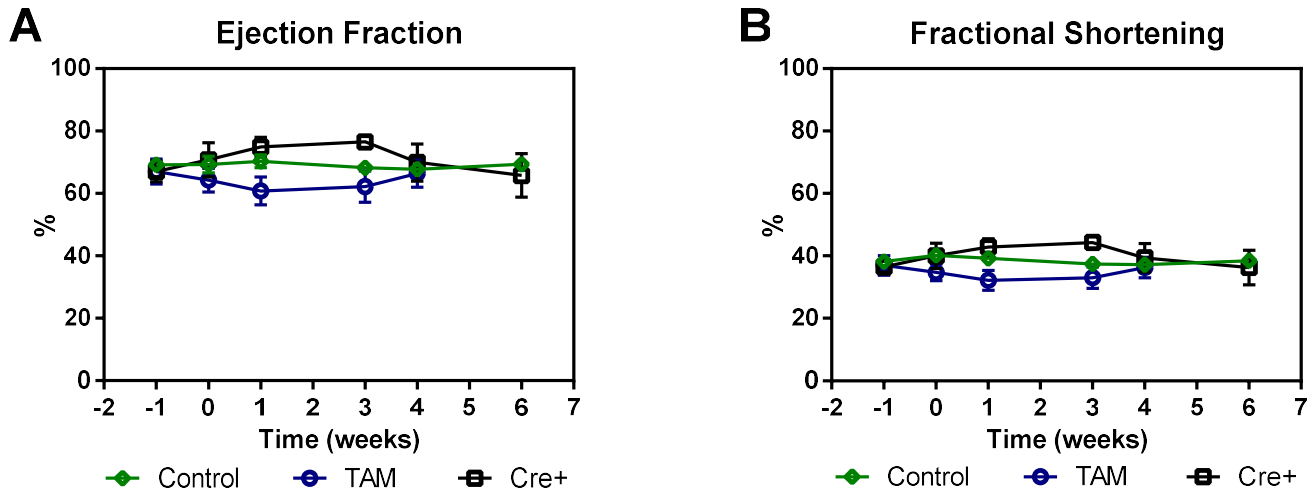 A
Ejection Fraction
100
80
60
40
20
0
%
-2 -1 0 1 2 3 4 5 6 7
Time (weeks)
Control TAM Cre+
B
Fractional Shortening
100
80
60
40
20
0
%
-2 -1 0 1 2 3 4 5 6 7
Time (weeks)
Control TAM Cre+